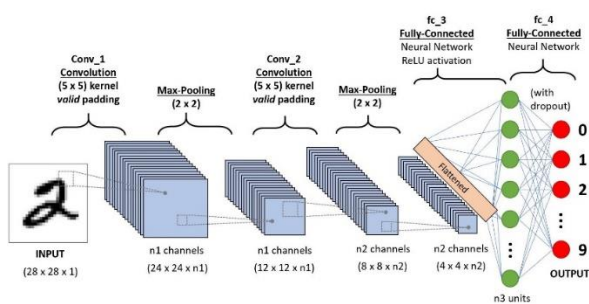 Conv_1
Convolution
(5 x 5) kernel
valid padding
Max-Pooling
(2 x 2)
Conv_2
Convolution
(5 x 5) kernel
valid padding
Max-Pooling
(2 x 2)
fc_3
Fully-Connected
Neural Network
ReLU activation
fc_4
Fully-Connected
Neural Network
(with
dropout)
Flattened
0
1
2
9
INPUT
(28 x 28 x 1)
n1 channels
(24 x 24 x n1)
n1 channels
(12 x 12 x n1)
n2 channels
(8 x 8 x n2)
n2 channels
(4 x 4 x n2)
n3 units
OUTPUT